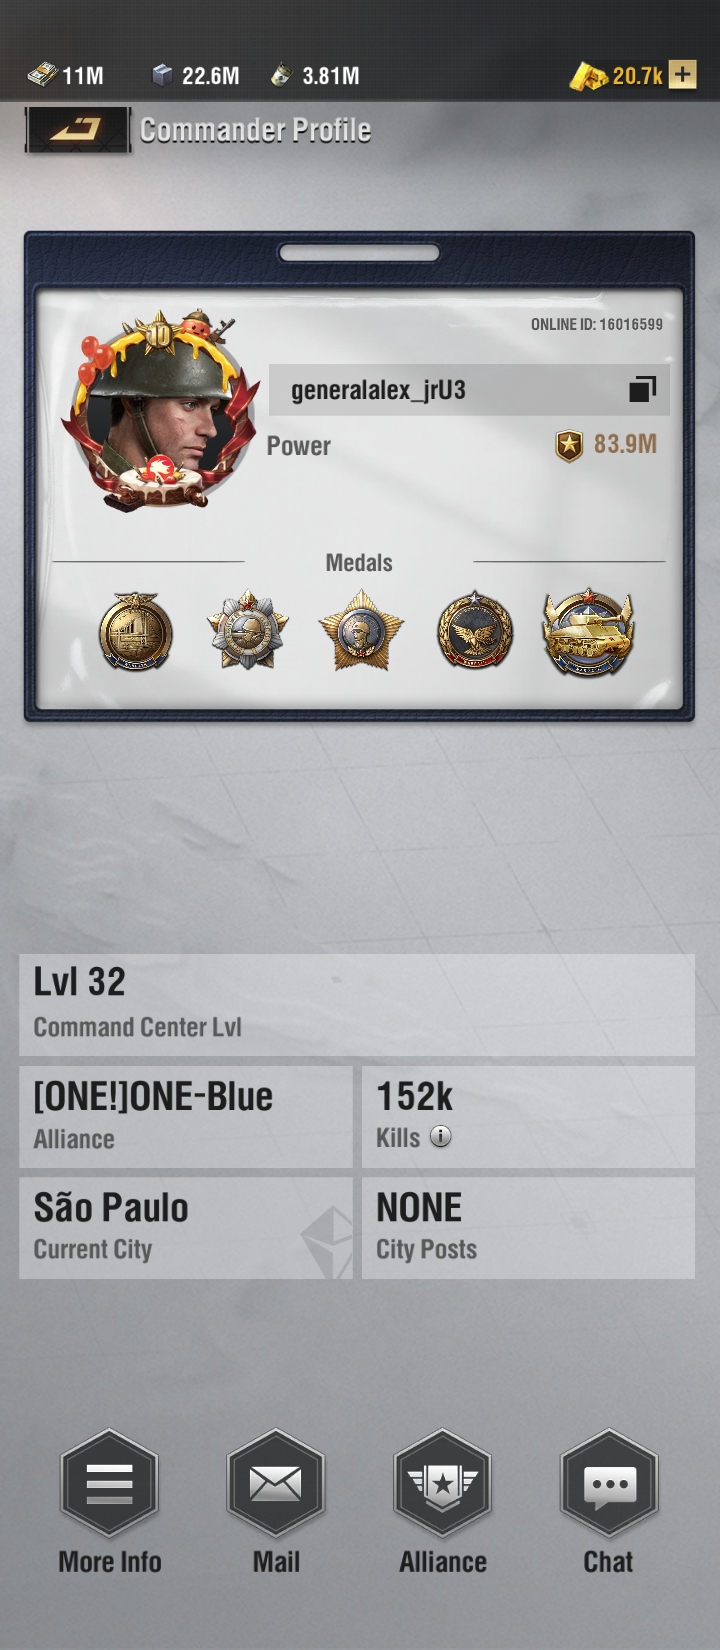 11M 22.6M 3.81M 20.7k
Commander Profile
ONLINE ID: 16016599
10
generalalex_jrU3
Power 83.9M
Medals
Lvl 32
Command Center Lvl
[ONE!]ONE-Blue
Alliance
152k
Kills
São Paulo
Current City
NONE
City Posts
More Info Mail Alliance Chat